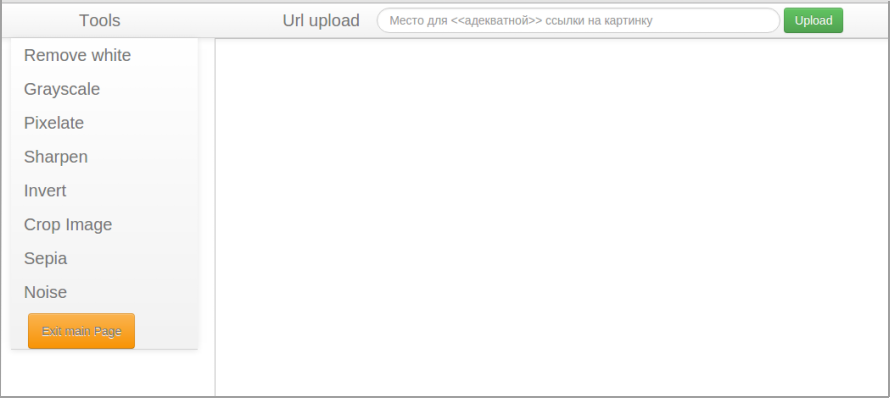 Tools
Url upload
Место для <<адекватной>> ссылки на картинку
Upload
Remove white
Grayscale
Pixelate
Sharpen
Invert
Crop Image
Sepia
Noise
Exit main Page